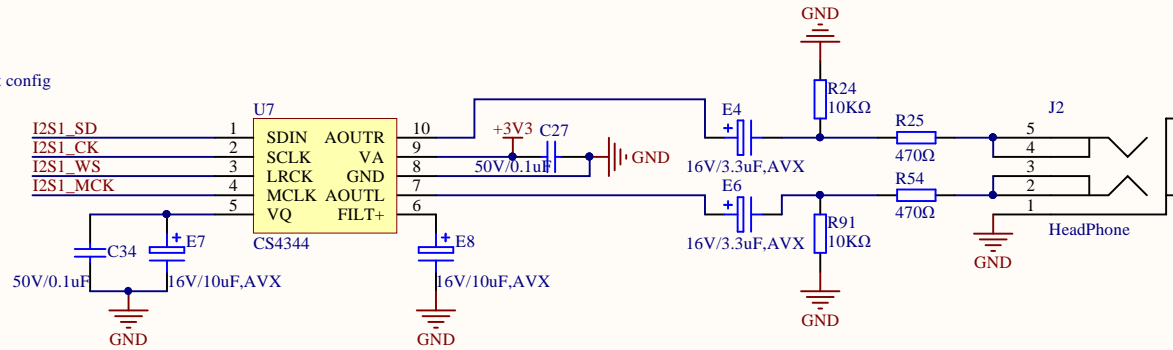 config
GND
U7
I2S1_SD
I2S1_CK
I2S1_WS
I2S1_MCK
1
2
3
4
5
SDIN
SCLK
LRCK
MCLK
VQ
AOUTR
VA
GND
AOUTL
FILT+
10
9
8
7
6
CS4344
+3V3
C27
50V/0.1uF
GND
E4
+
16V/3.3uF,AVX
E6
+
16V/3.3uF,AVX
R24
10KΩ
R25
470Ω
R54
470Ω
R91
10KΩ
GND
J2
5
4
3
2
1
HeadPhone
GND
C34
50V/0.1uF
+
E7
16V/10uF,AVX
GND
+
E8
16V/10uF,AVX
GND